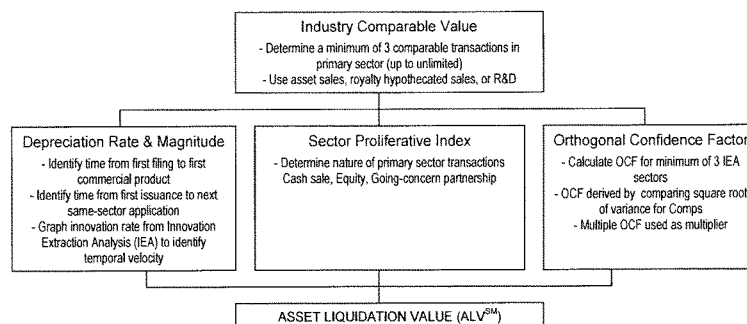 Industry Comparable Value
- Determine a minimum of 3 comparable transactions in
primary sector (up to unlimited)
- Use asset sales, royalty hypothecated sales, or R&D
Depreciation Rate & Magnitude
- Identify time from first filing to first
commercial product
- Identify time from first issuance to next
same-sector application
- Graph innovation rate from Innovation
Extraction Analysis (IEA) to identify
temporal velocity
Sector Proliferative Index
- Determine nature of primary sector transactions
Cash sale, Equity, Going-concern partnership
Orthogonal Confidence Factor
- Calculate OCF for minimum of 3 IEA
sectors
- OCF derived by comparing square root
of variance for Comps
- Multiple OCF used as multiplier
ASSET LIQUIDATION VALUE (ALV℠)